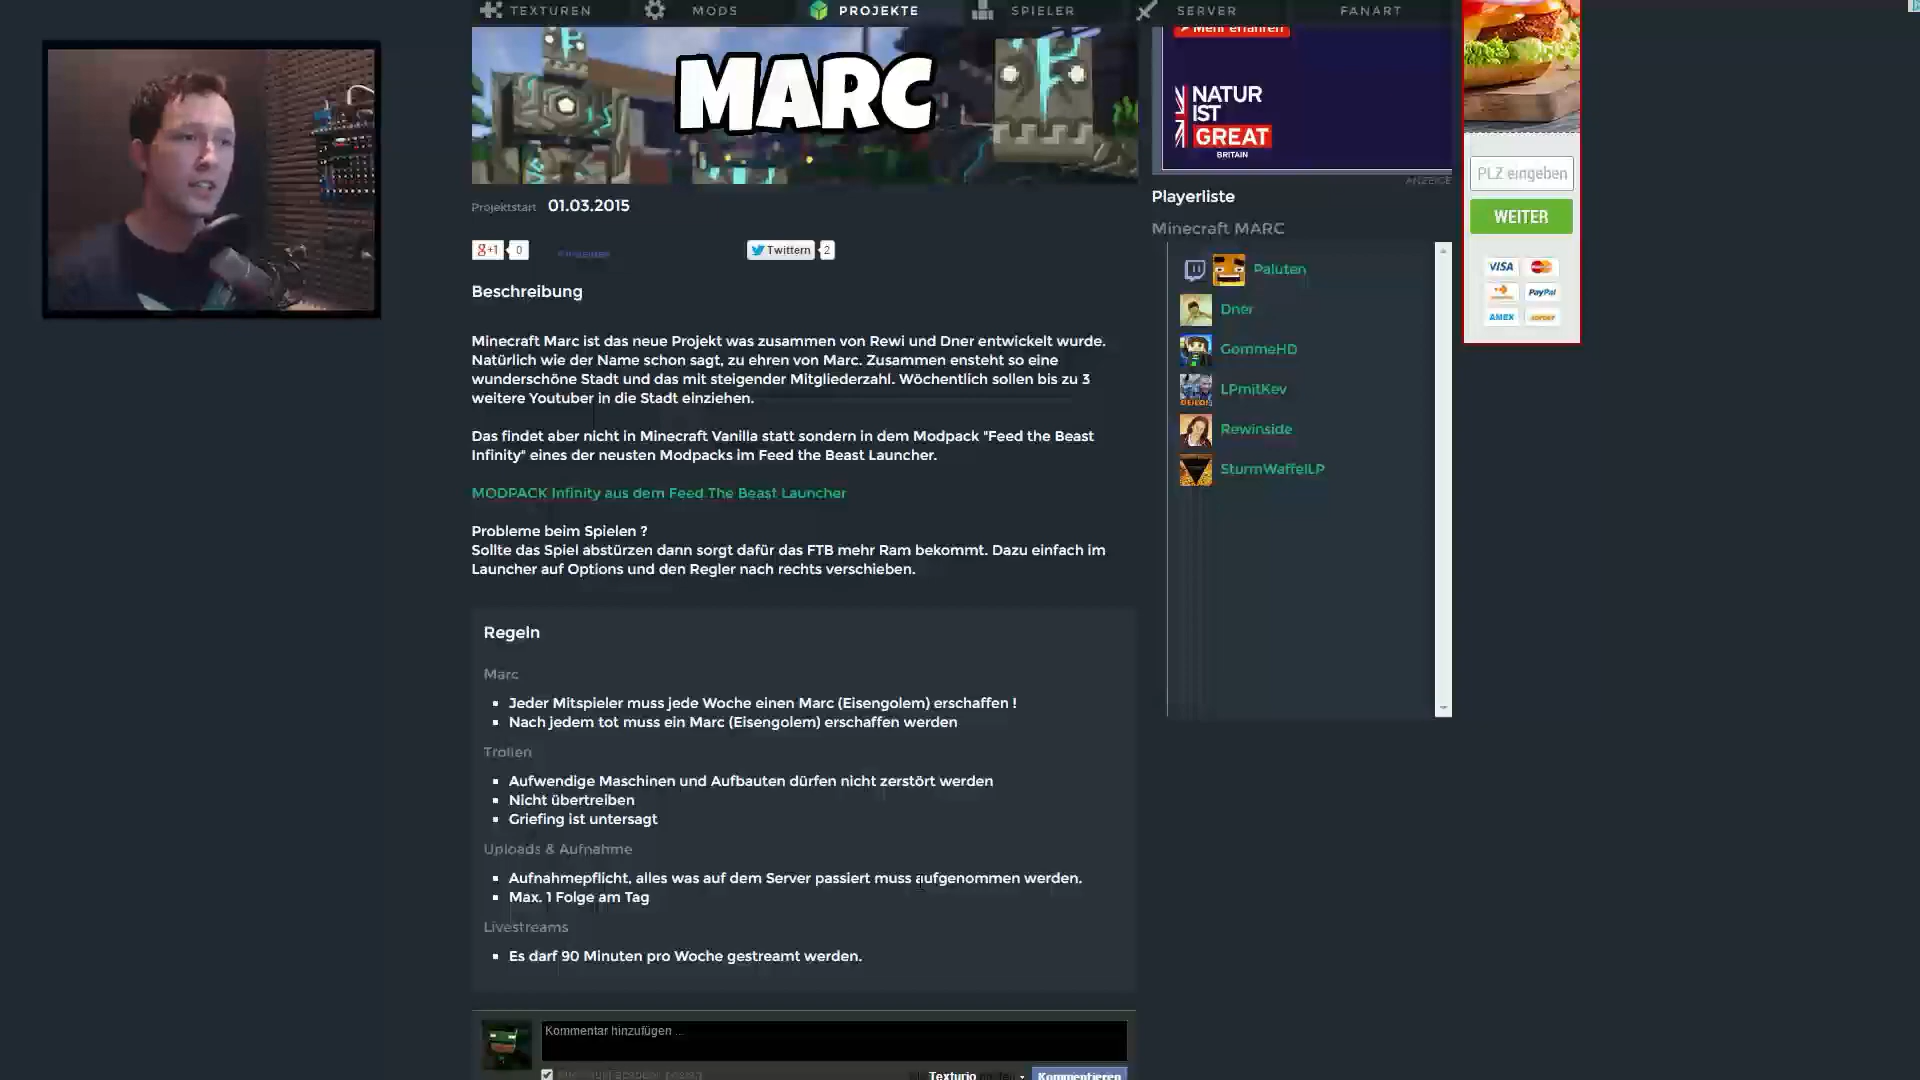 TEXTUREN
MODS
PROJEKTE
SPIELER
SERVER
FANART
MARC
Mehr erfahren
NATUR
IST
GREAT
BRITAIN
ANZEIGE
PLZ eingeben
WEITER
VISA
MasterCard
PayPal
AMEX
Projektstart 01.03.2015
g+1 0
Twittern 2
Playerliste
Minecraft MARC
Paluten
Dner
GommeHD
LPmitKev
Rewinside
SturmWaffelLP
Beschreibung
Minecraft Marc ist das neue Projekt was zusammen von Rewi und Dner entwickelt wurde.
Natürlich wie der Name schon sagt, zu ehren von Marc. Zusammen ensteht so eine
wunderschöne Stadt und das mit steigender Mitgliederzahl. Wöchentlich sollen bis zu 3
weitere Youtuber in die Stadt einziehen.
Das findet aber nicht in Minecraft Vanilla statt sondern in dem Modpack "Feed the Beast
Infinity" eines der neusten Modpacks im Feed the Beast Launcher.
MODPACK Infinity aus dem Feed The Beast Launcher
Probleme beim Spielen ?
Sollte das Spiel abstürzen dann sorgt dafür das FTB mehr Ram bekommt. Dazu einfach im
Launcher auf Options und den Regler nach rechts verschieben.
Regeln
Marc
Jeder Mitspieler muss jede Woche einen Marc (Eisengolem) erschaffen !
Nach jedem tot muss ein Marc (Eisengolem) erschaffen werden
Trollen
Aufwendige Maschinen und Aufbauten dürfen nicht zerstört werden
Nicht übertreiben
Griefing ist untersagt
Uploads & Aufnahme
Aufnahmepflicht, alles was auf dem Server passiert muss aufgenommen werden.
Max. 1 Folge am Tag
Livestreams
Es darf 90 Minuten pro Woche gestreamt werden.
Kommentar hinzufügen ...
Texturio
Kommentieren